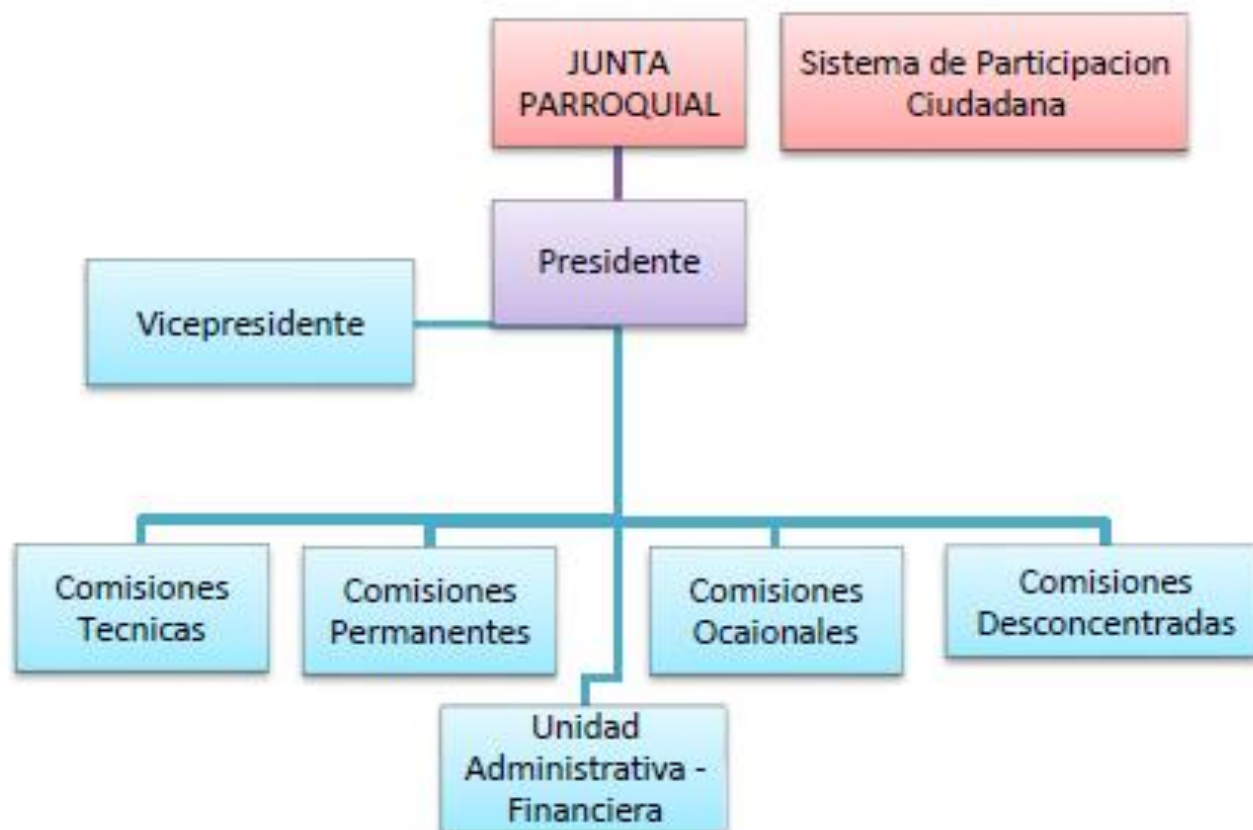 JUNTA
PARROQUIAL
Sistema de Participacion
Ciudadana
Presidente
Vicepresidente
Comisiones
Tecnicas
Comisiones
Permanentes
Comisiones
Ocaionales
Comisiones
Desconcentradas
Unidad
Administrativa -
Financiera